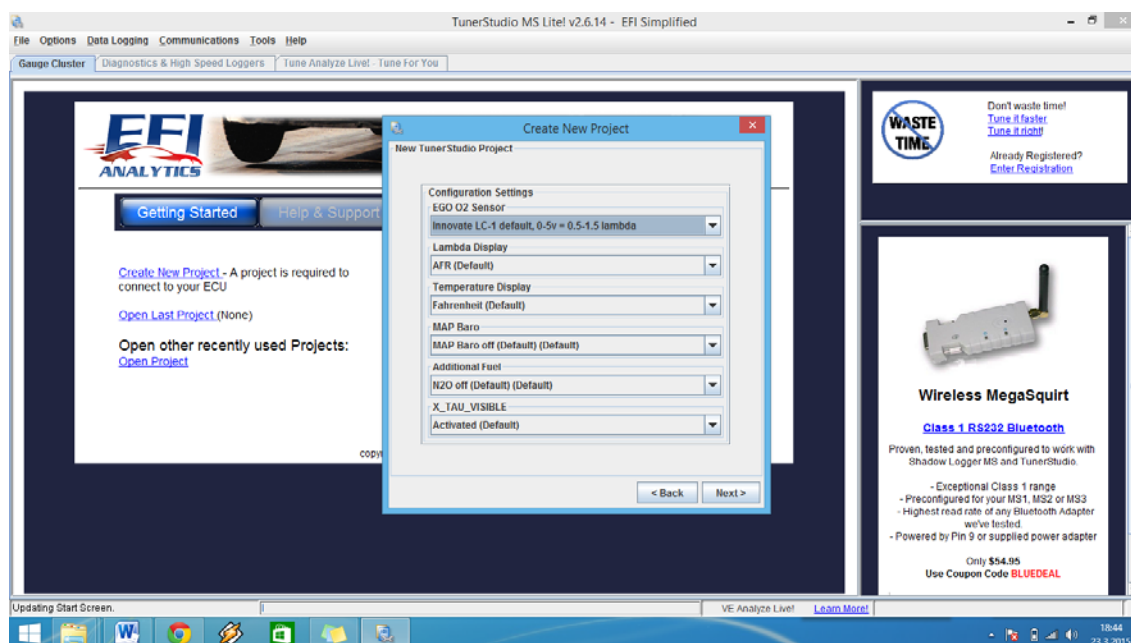 TunerStudio MS Lite! v2.6.14 - EFI Simplified
File Options Data Logging Communications Tools Help
Gauge Cluster Diagnostics & High Speed Loggers Tune Analyze Live! - Tune For You
EFI
ANALYTICS
Getting Started Help & Support
Create New Project - A project is required to
connect to your ECU
Open Last Project (None)
Open other recently used Projects:
Open Project
copy
Create New Project
New TunerStudio Project
Configuration Settings
EGO O2 Sensor
Innovate LC-1 default, 0-5v = 0.5-1.5 lambda
Lambda Display
AFR (Default)
Temperature Display
Fahrenheit (Default)
MAP Baro
MAP Baro off (Default) (Default)
Additional Fuel
N2O off (Default) (Default)
X_TAU_VISIBLE
Activated (Default)
< Back Next >
WASTE
TIME
Don't waste time!
Tune it faster
Tune it right!
Already Registered?
Enter Registration
Wireless MegaSquirt
Class 1 RS232 Bluetooth
Proven, tested and preconfigured to work with
Shadow Logger MS and TunerStudio.
- Exceptional Class 1 range
- Preconfigured for your MS1, MS2 or MS3
- Highest read rate of any Bluetooth Adapter
we've tested.
- Powered by Pin 9 or supplied power adapter
Only $54.95
Use Coupon Code BLUEDEAL
Updating Start Screen. VE Analyze Live! Learn More!
18:44
23.3.2015